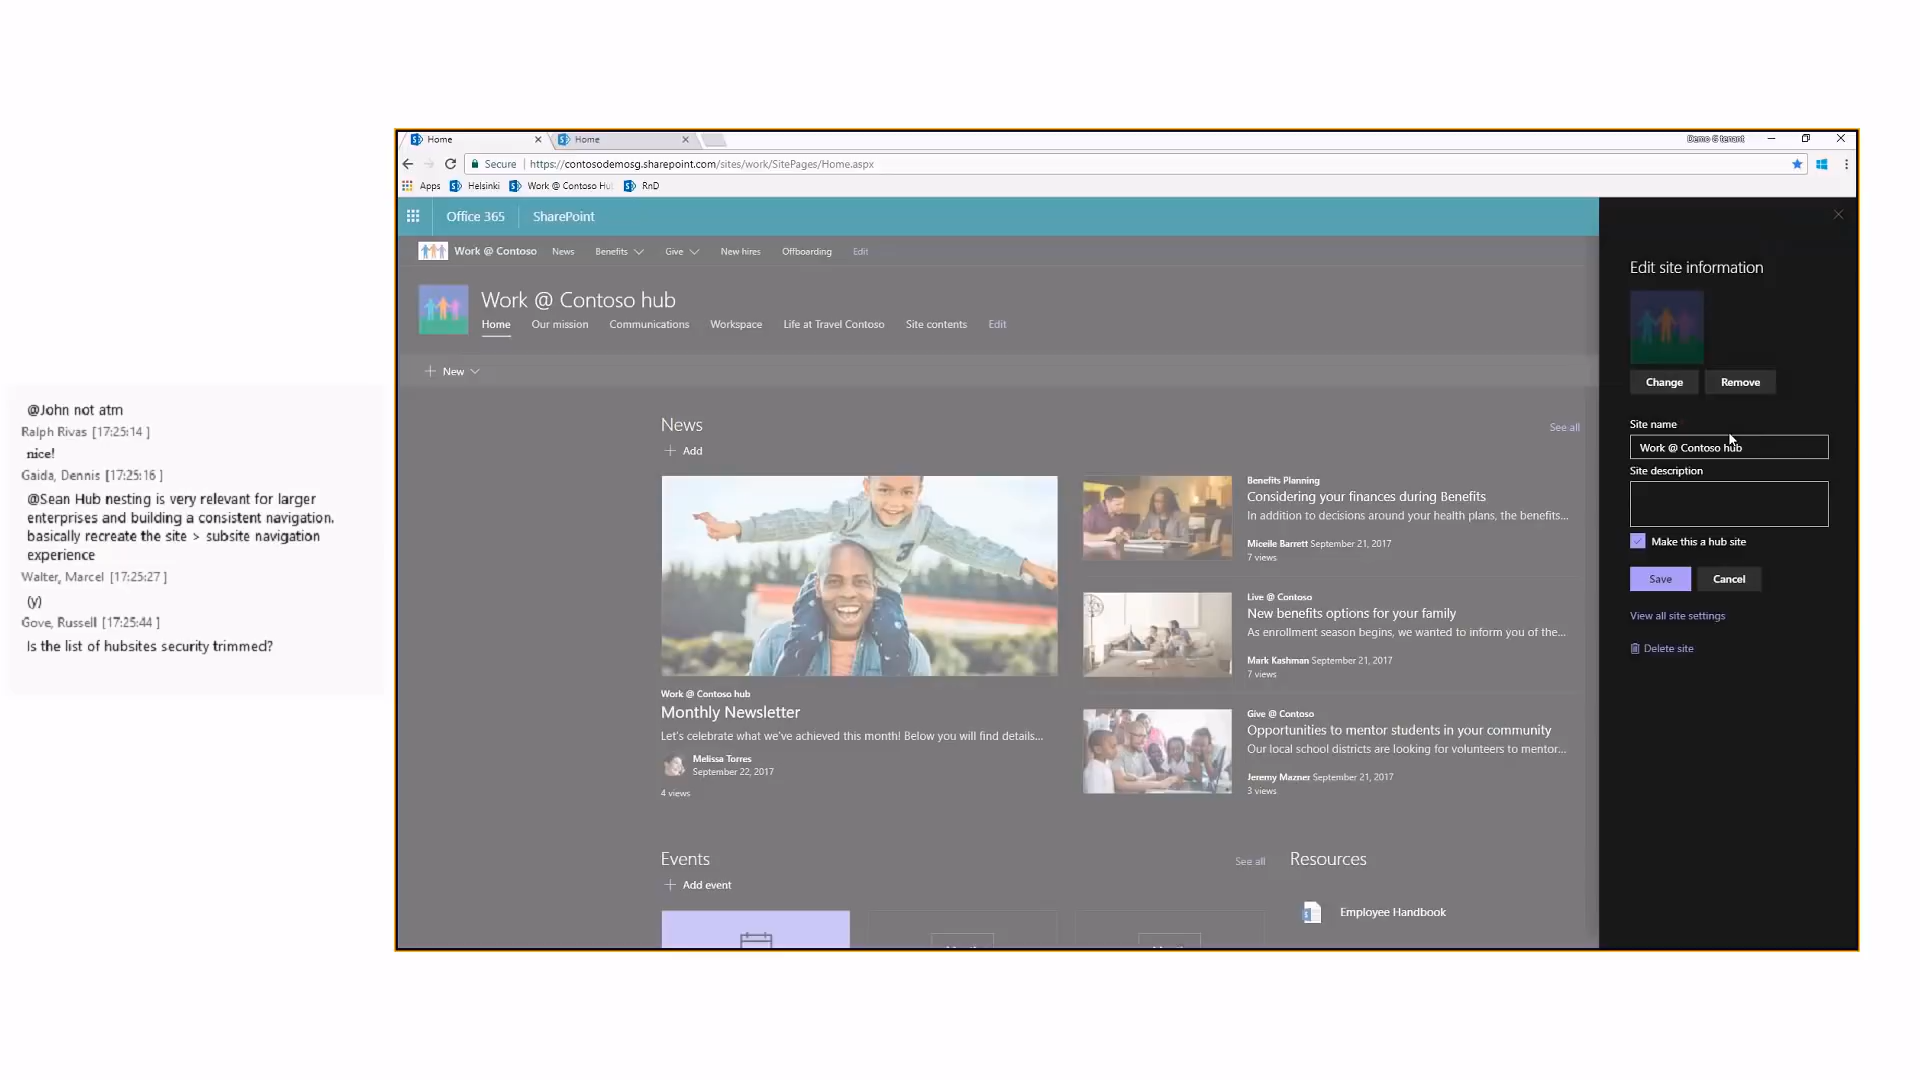 @John not atm
Ralph Rivas [17:25:14 ]
nice!
Gaida, Dennis [17:25:16 ]
@Sean Hub nesting is very relevant for larger
enterprises and building a consistent navigation.
basically recreate the site > subsite navigation
experience
Walter, Marcel [17:25:27 ]
(y)
Gove, Russell [17:25:44 ]
Is the list of hubsites security trimmed?
Home
Home
Demo 6 tenant
Secure
https://contosodemosg.sharepoint.com/sites/work/SitePages/Home.aspx
Apps
Helsinki
Work @ Contoso Hu
RnD
Office 365
SharePoint
Work @ Contoso
News
Benefits
Give
New hires
Offboarding
Edit
Work @ Contoso hub
Home
Our mission
Communications
Workspace
Life at Travel Contoso
Site contents
Edit
New
News
See all
Add
Work @ Contoso hub
Monthly Newsletter
Let's celebrate what we've achieved this month! Below you will find details...
Melissa Torres
September 22, 2017
4 views
Benefits Planning
Considering your finances during Benefits
In addition to decisions around your health plans, the benefits...
Miceile Barrett September 21, 2017
7 views
Live @ Contoso
New benefits options for your family
As enrollment season begins, we wanted to inform you of the...
Mark Kashman September 21, 2017
7 views
Give @ Contoso
Opportunities to mentor students in your community
Our local school districts are looking for volunteers to mentor...
Jeremy Mazner September 21, 2017
3 views
Events
See all
Add event
Resources
Employee Handbook
Edit site information
Change
Remove
Site name
Work @ Contoso hub
Site description
Make this a hub site
Save
Cancel
View all site settings
Delete site